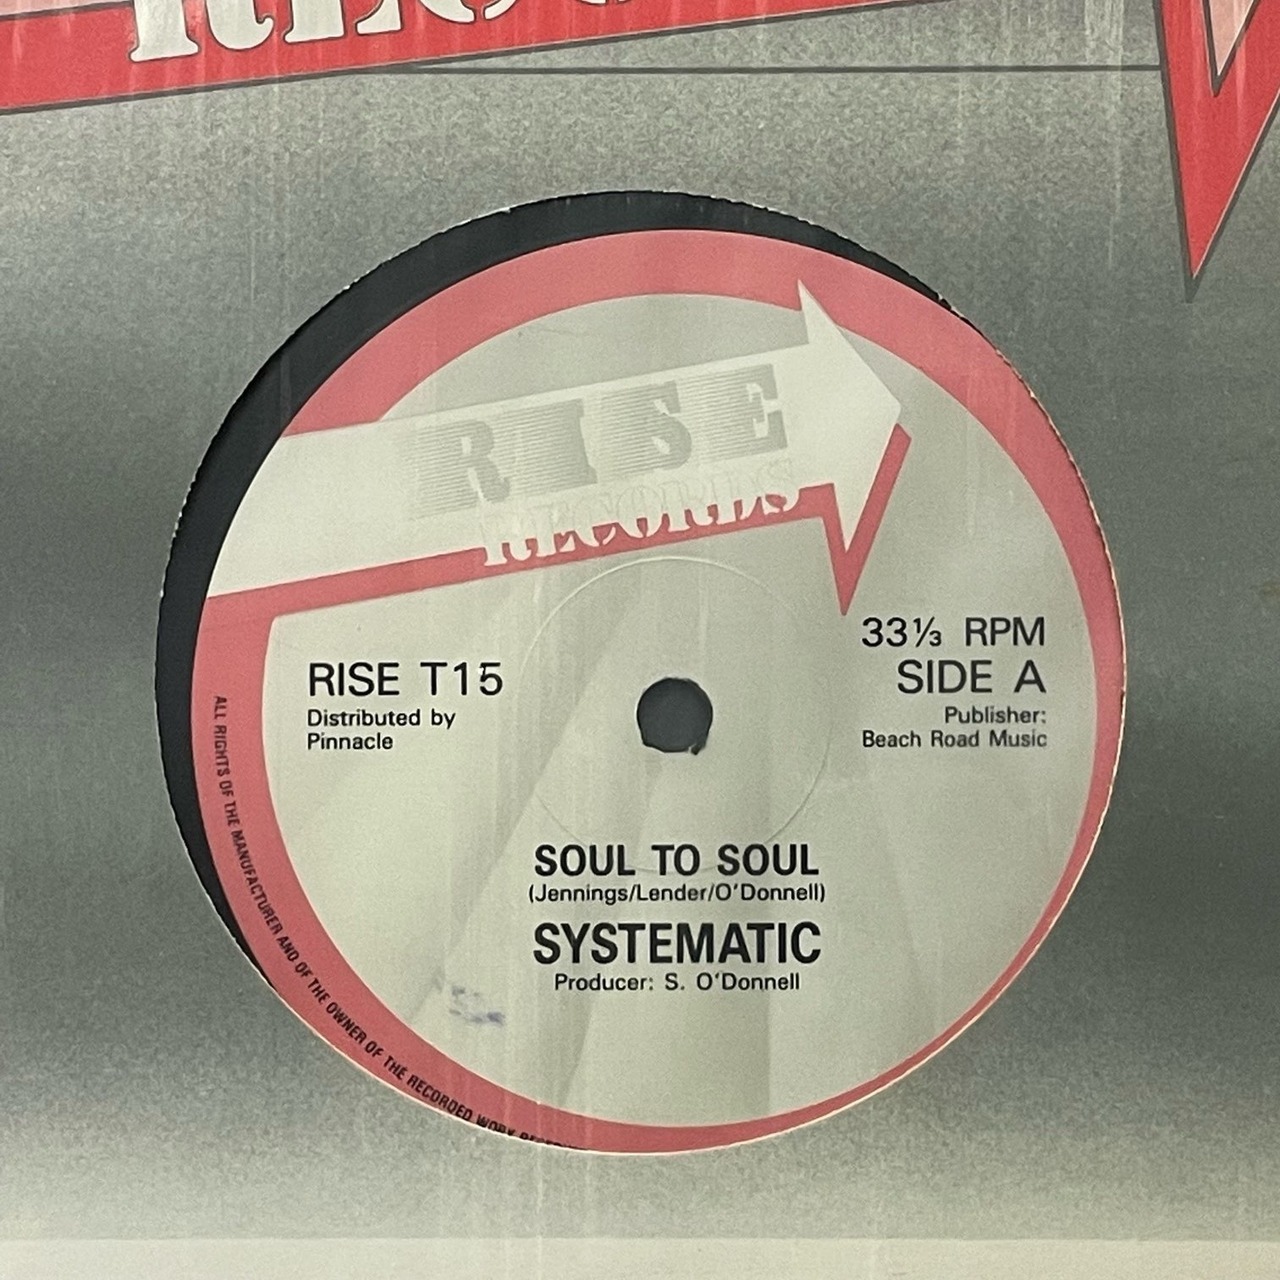 RISE
RECORDS
33⅓ RPM
SIDE A
Publisher:
Beach Road Music
RISE T15
Distributed by
Pinnacle
SOUL TO SOUL
(Jennings/Lender/O'Donnell)
SYSTEMATIC
Producer: S. O'Donnell
ALL RIGHTS OF THE MANUFACTURER AND OF THE OWNER OF THE RECORDED WORK